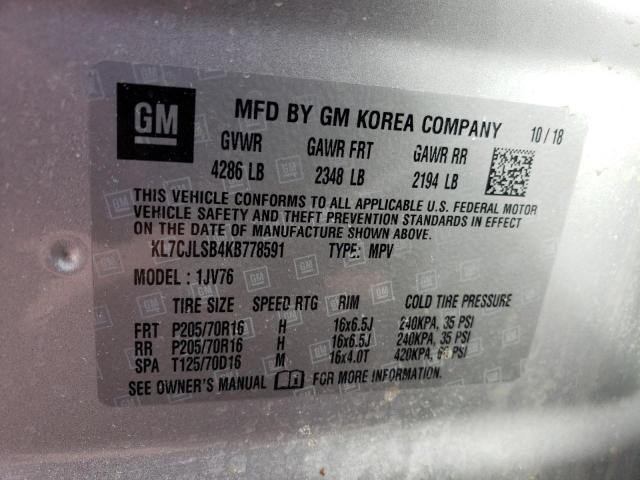 GM MFD BY GM KOREA COMPANY 10/18
GVWR GAWR FRT GAWR RR
4286 LB 2348 LB 2194 LB
THIS VEHICLE CONFORMS TO ALL APPLICABLE U.S. FEDERAL MOTOR
VEHICLE SAFETY AND THEFT PREVENTION STANDARDS IN EFFECT
ON THE DATE OF MANUFACTURE SHOWN ABOVE.
KL7CJLSB4KB778591 TYPE: MPV
MODEL : 1JV76
TIRE SIZE SPEED RTG RIM COLD TIRE PRESSURE
FRT P205/70R16 H 16x6.5J 240KPA, 35 PSI
RR P205/70R16 H 16x6.5J 240KPA, 35 PSI
SPA T125/70D16 M 16x4.0T 420KPA, PSI
SEE OWNER'S MANUAL FOR MORE INFORMATION.